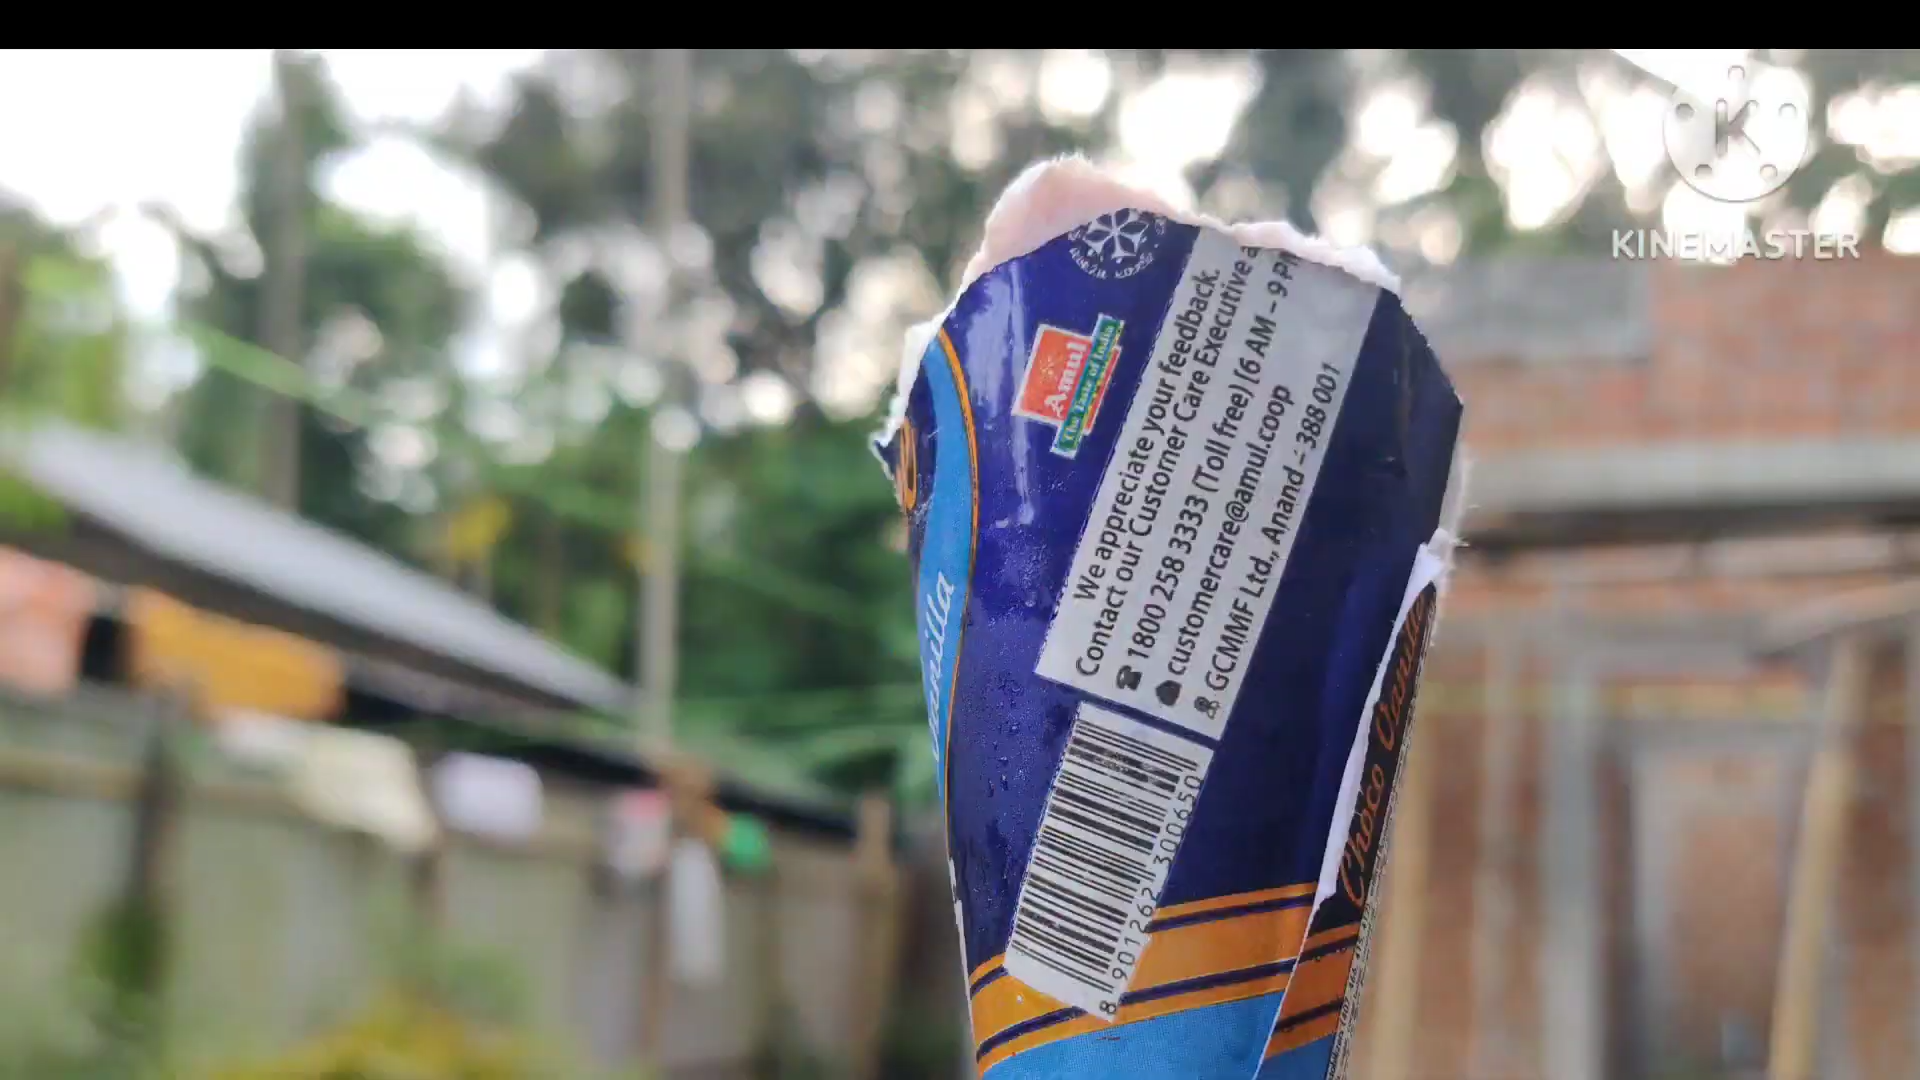 K
KINEMASTER
Amul
The Taste of India
We appreciate your feedback.
Contact our Customer Care Executive
1800 258 3333 (Toll free) (6 AM – 9 P
customercare@amul.coop
GCMMF Ltd., Anand - 388 001
8 901262 300650
Choco Vanilla